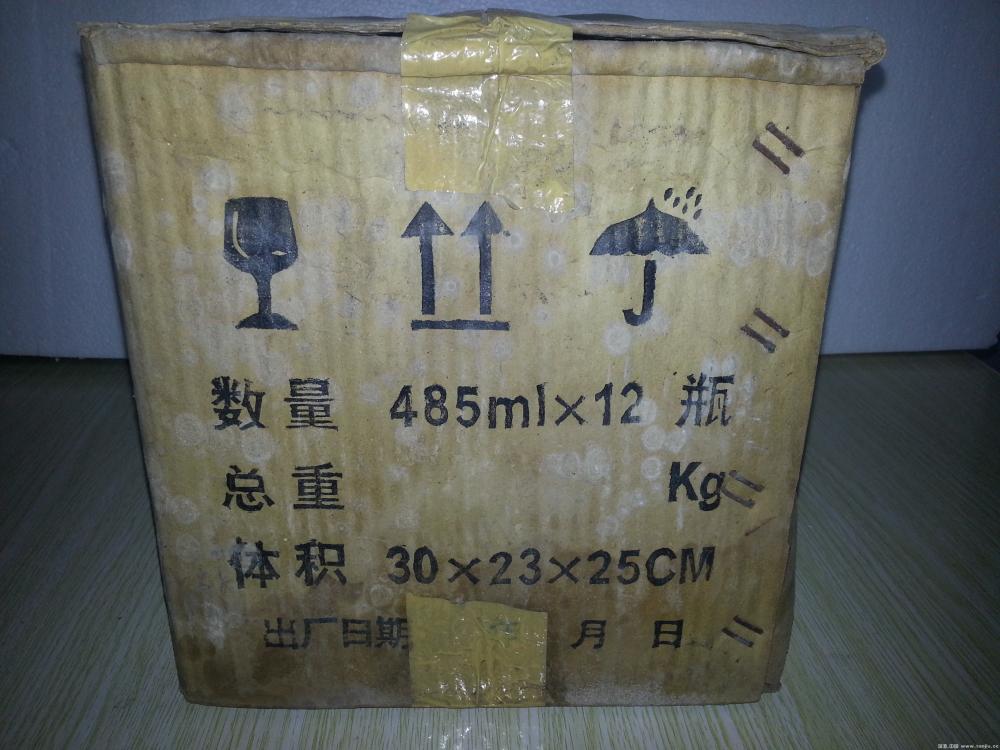 数量 485ml×12 瓶
总重 Kg
体积 30×23×25CM
出厂日期 年 月 日